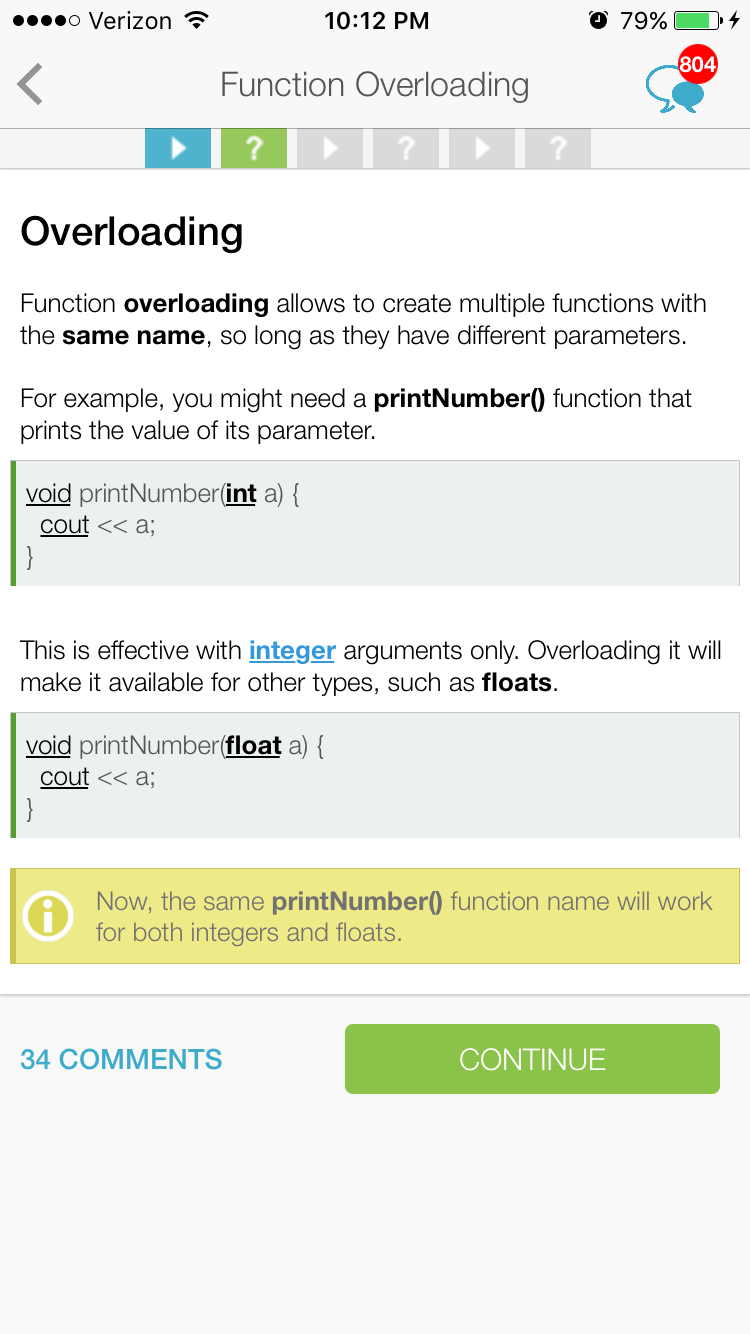 Verizon 10:12 PM 79%
Function Overloading 804
? ? ?
Overloading
Function overloading allows to create multiple functions with
the same name, so long as they have different parameters.
For example, you might need a printNumber() function that
prints the value of its parameter.
void printNumber(int a) {
cout << a;
}
This is effective with integer arguments only. Overloading it will
make it available for other types, such as floats.
void printNumber(float a) {
cout << a;
}
Now, the same printNumber() function name will work
for both integers and floats.
34 COMMENTS CONTINUE